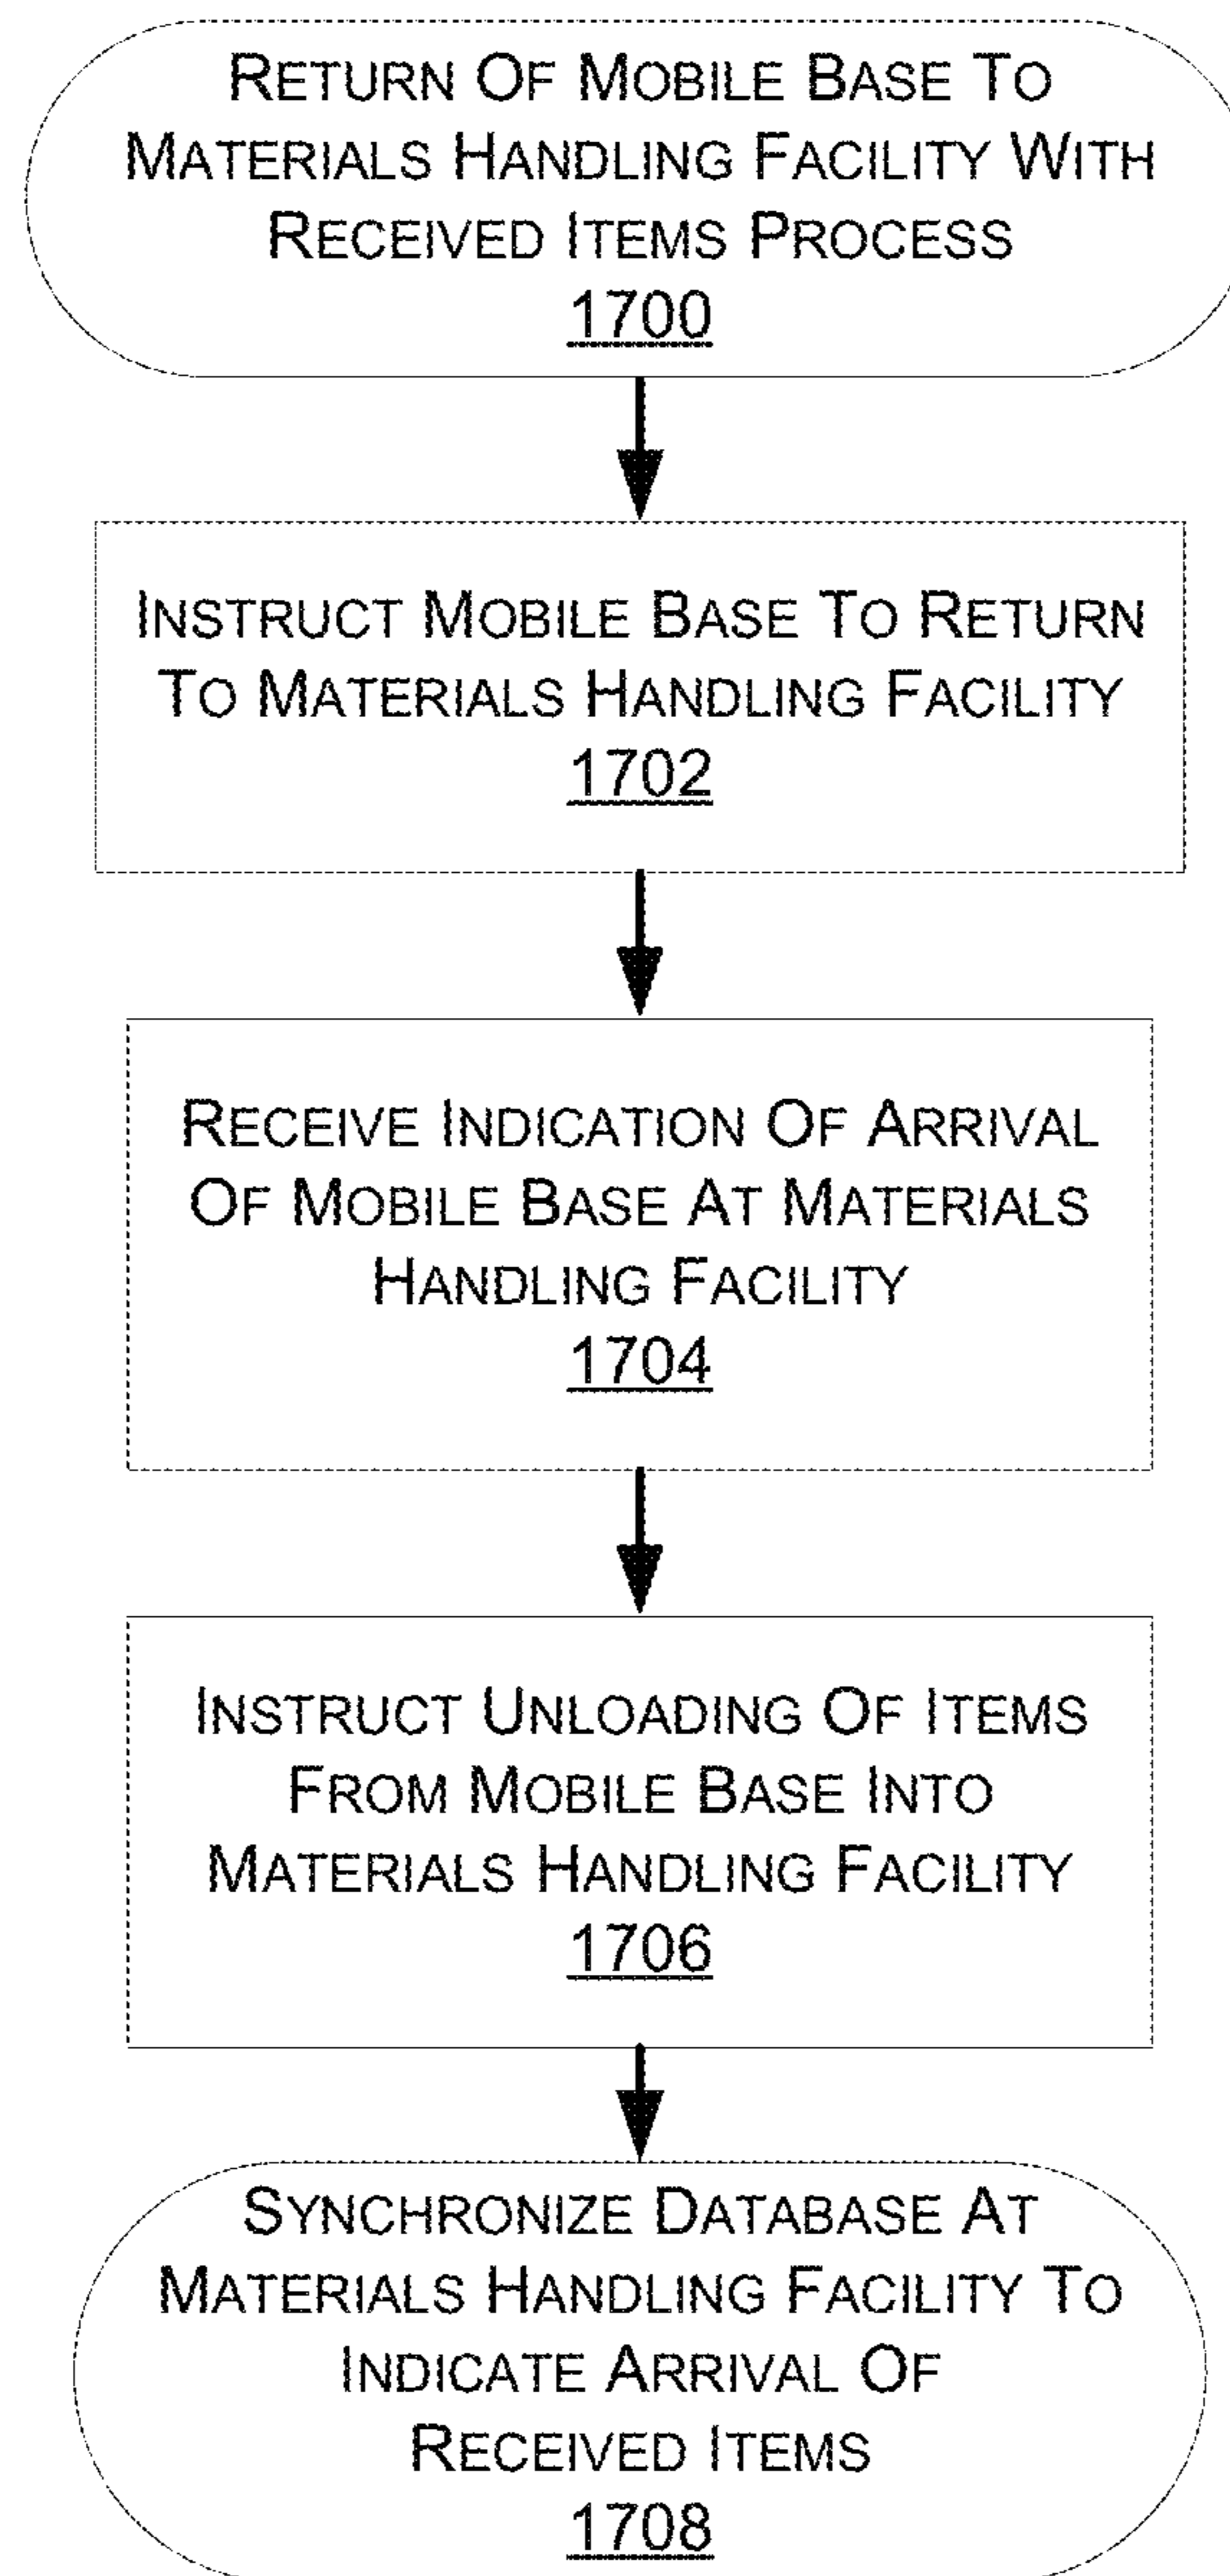 RETURN OF MOBILE BASE TO
MATERIALS HANDLING FACILITY WITH
RECEIVED ITEMS PROCESS
1700
INSTRUCT MOBILE BASE TO RETURN
TO MATERIALS HANDLING FACILITY
1702
RECEIVE INDICATION OF ARRIVAL
OF MOBILE BASE AT MATERIALS
HANDLING FACILITY
1704
INSTRUCT UNLOADING OF ITEMS
FROM MOBILE BASE INTO
MATERIALS HANDLING FACILITY
1706
SYNCHRONIZE DATABASE AT
MATERIALS HANDLING FACILITY TO
INDICATE ARRIVAL OF
RECEIVED ITEMS
1708